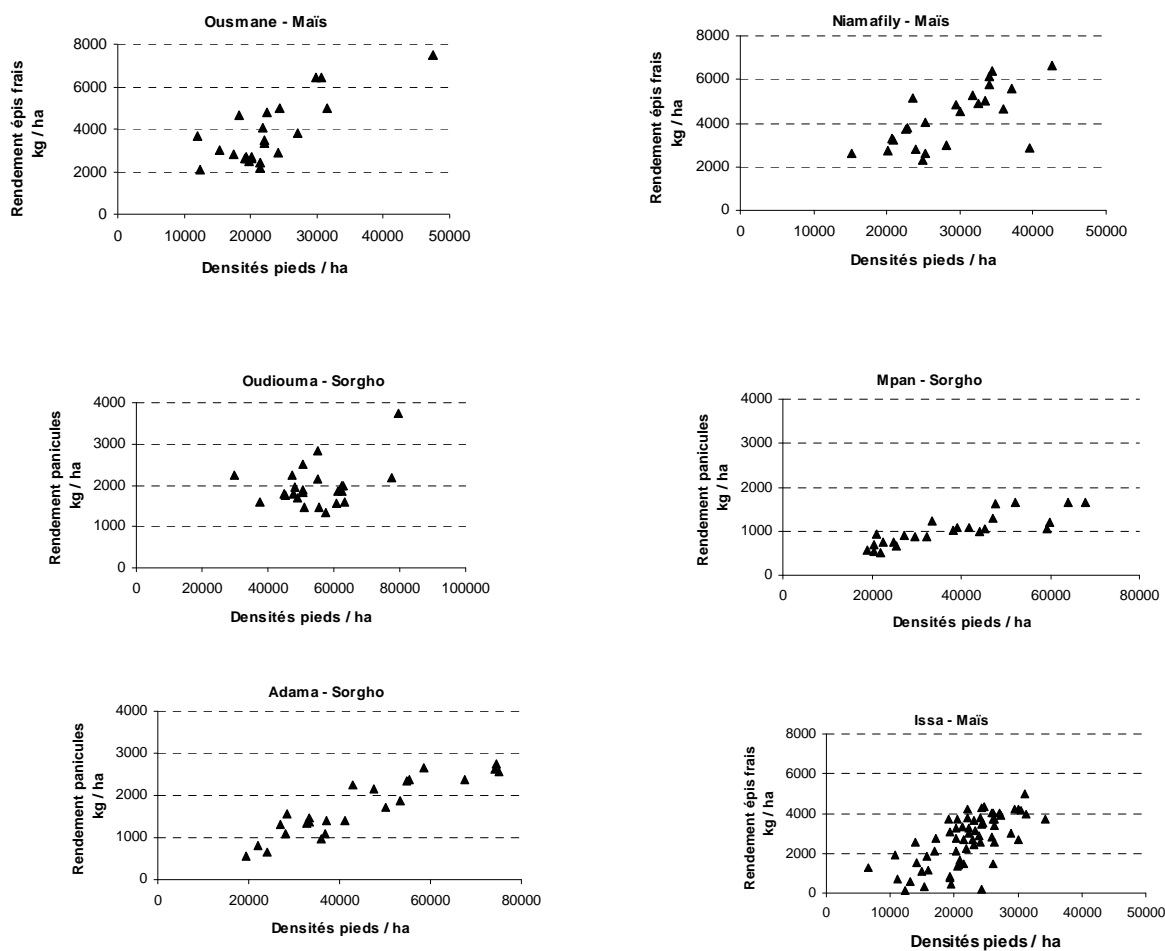 Ousmane - Maïs
Rendement épis frais
kg / ha
8000
6000
4000
2000
0
0 10000 20000 30000 40000 50000
Densités pieds / ha
Niamafily - Maïs
Rendement épis frais
kg / ha
8000
6000
4000
2000
0
0 10000 20000 30000 40000 50000
Densités pieds / ha
Oudiouma - Sorgho
Rendement panicules
kg / ha
4000
3000
2000
1000
0
0 20000 40000 60000 80000 100000
Densités pieds / ha
Mpan - Sorgho
Rendement panicules
kg / ha
4000
3000
2000
1000
0
0 20000 40000 60000 80000
Densités pieds / ha
Adama - Sorgho
Rendement panicules
kg / ha
4000
3000
2000
1000
0
0 20000 40000 60000 80000
Densités pieds / ha
Issa - Maïs
Rendement épis frais
kg / ha
8000
6000
4000
2000
0
0 10000 20000 30000 40000 50000
Densités pieds / ha